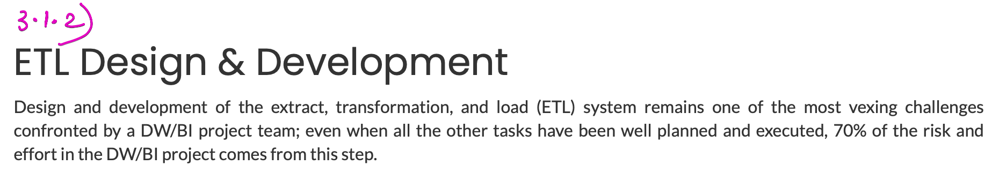 3.1.2)
ETL Design & Development
Design and development of the extract, transformation, and load (ETL) system remains one of the most vexing challenges
confronted by a DW/BI project team; even when all the other tasks have been well planned and executed, 70% of the risk and
effort in the DW/BI project comes from this step.